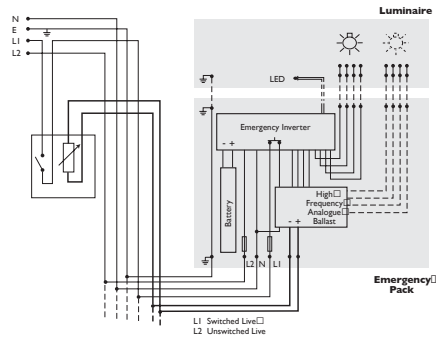 Luminaire
N
E
L1
L2
LED
Emergency Inverter
- +
Battery
High□
Frequency□
Analogue□
Ballast
- +
L2 N L1
Emergency□
Pack
L1 Switched Live□
L2 Unswitched Live